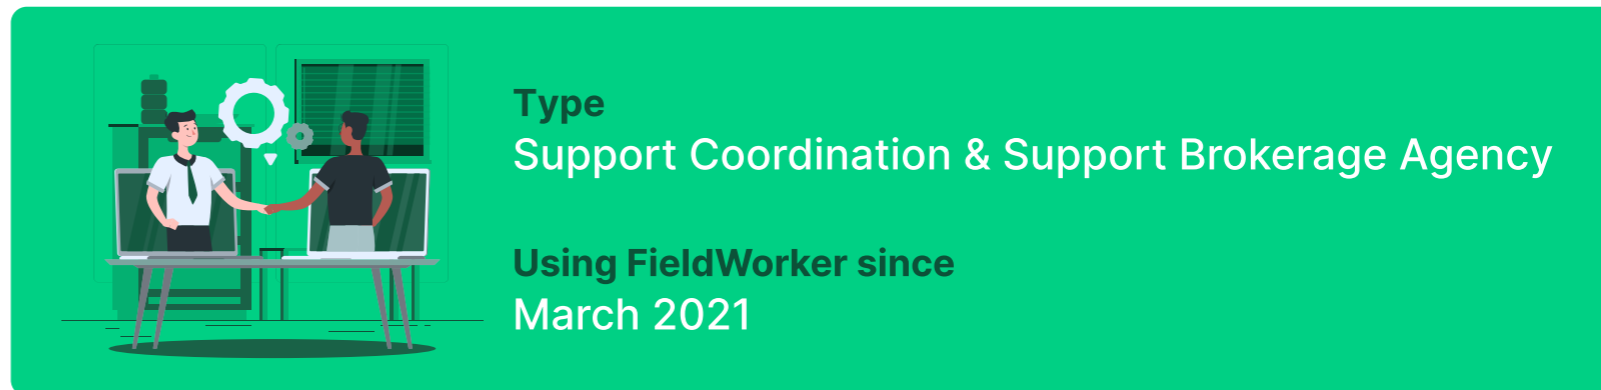 Type
Support Coordination & Support Brokerage Agency
Using FieldWorker since
March 2021